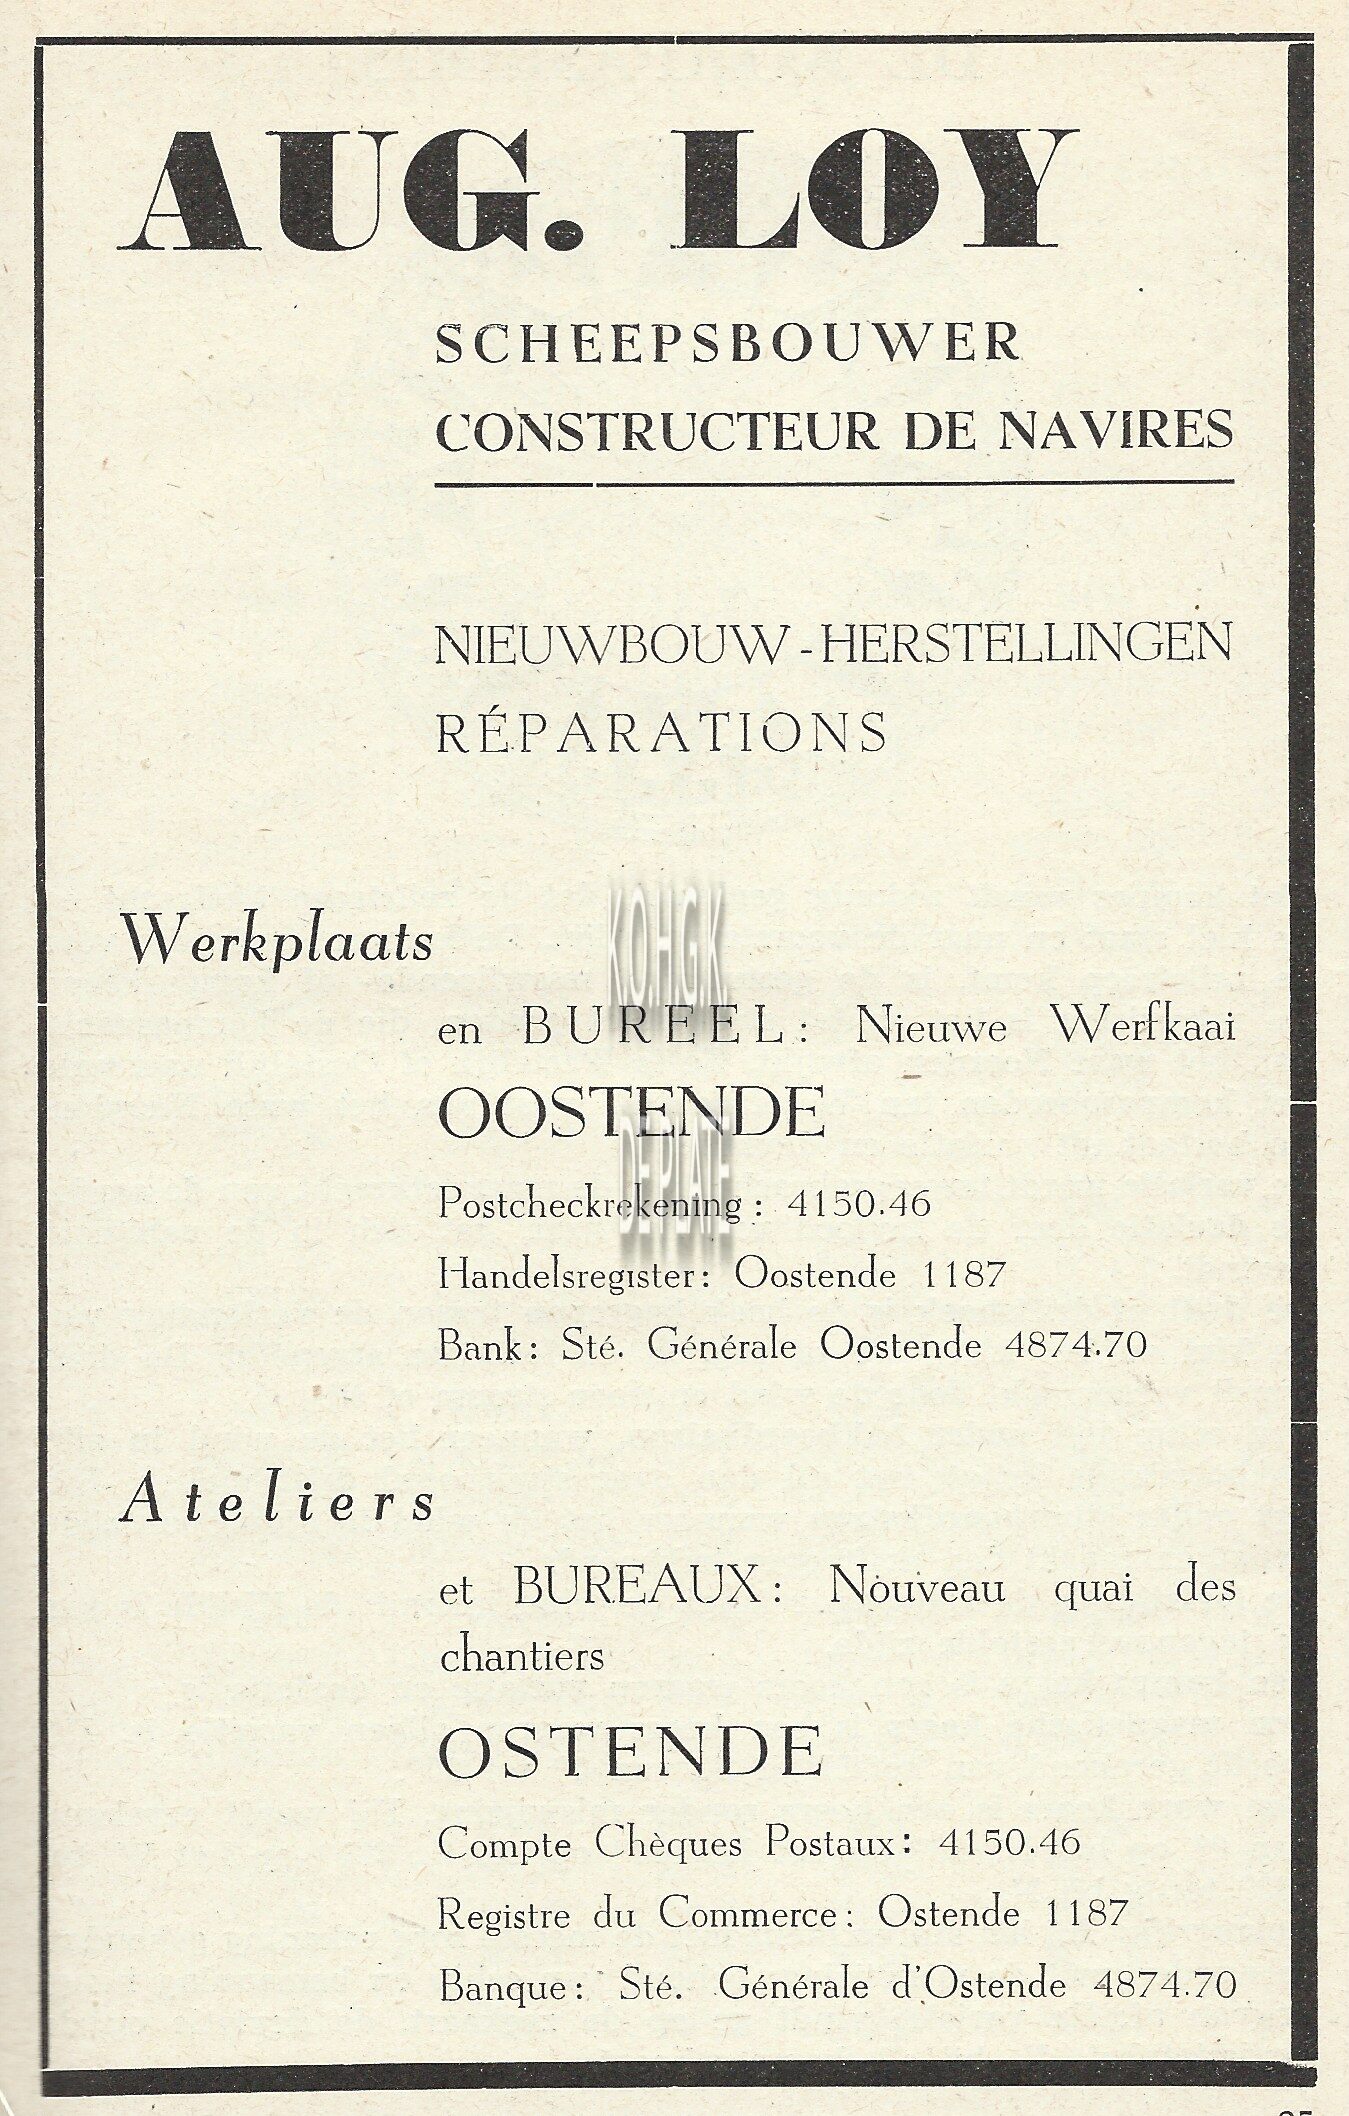 AUG. LOY
SCHEEPSBOUWER
CONSTRUCTEUR DE NAVIRES
NIEUWBOUW-HERSTELLINGEN
RÉPARATIONS
Werkplaats
en BUREEL: Nieuwe Werfkaai
OOSTENDE
Postcheckrekening: 4150.46
Handelsregister: Oostende 1187
Bank: Sté. Générale Oostende 4874.70
Ateliers
et BUREAUX: Nouveau quai des
chantiers
OSTENDE
Compte Chèques Postaux: 4150.46
Registre du Commerce: Ostende 1187
Banque: Sté. Générale d'Ostende 4874.70
K.O.H.G.K.
DE PLATE